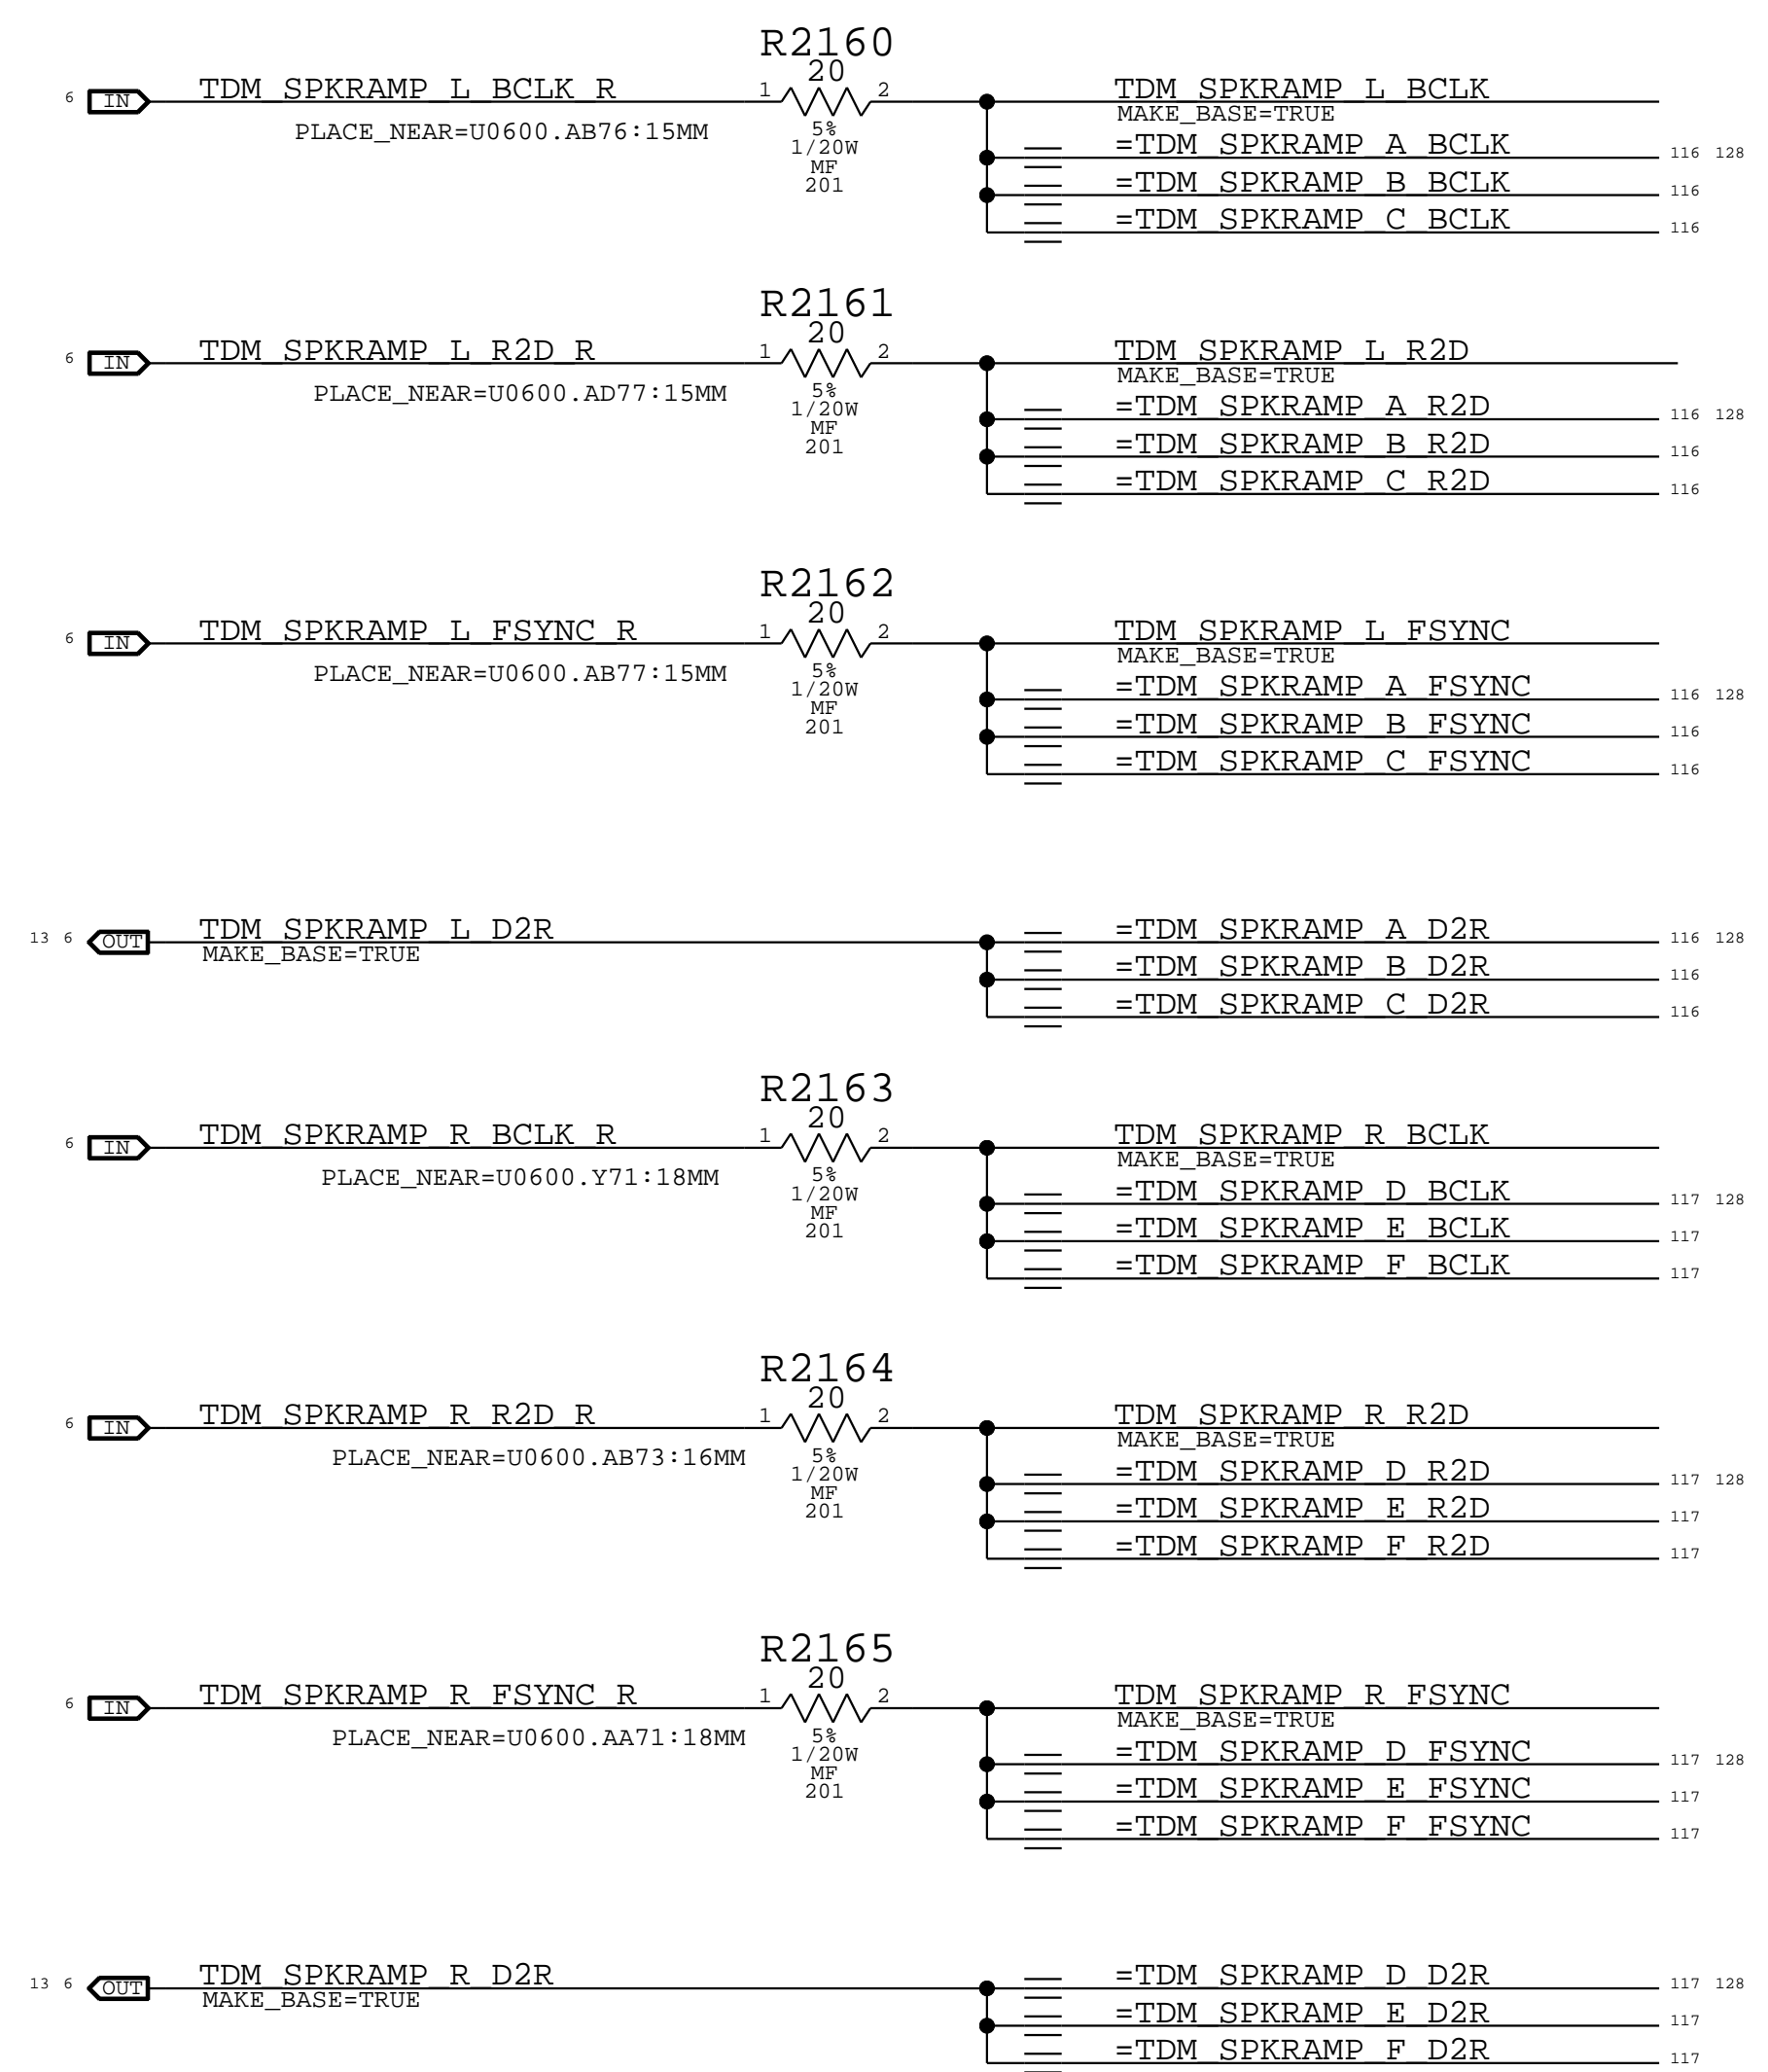 R2160
20
6 IN TDM_SPKRAMP_L_BCLK_R 1 2 TDM_SPKRAMP_L_BCLK
PLACE_NEAR=U0600.AB76:15MM 5% MAKE_BASE=TRUE
1/20W =TDM_SPKRAMP_A_BCLK 116 128
MF
201 =TDM_SPKRAMP_B_BCLK 116
=TDM_SPKRAMP_C_BCLK 116
R2161
20
6 IN TDM_SPKRAMP_L_R2D_R 1 2 TDM_SPKRAMP_L_R2D
PLACE_NEAR=U0600.AD77:15MM 5% MAKE_BASE=TRUE
1/20W =TDM_SPKRAMP_A_R2D 116 128
MF
201 =TDM_SPKRAMP_B_R2D 116
=TDM_SPKRAMP_C_R2D 116
R2162
20
6 IN TDM_SPKRAMP_L_FSYNC_R 1 2 TDM_SPKRAMP_L_FSYNC
PLACE_NEAR=U0600.AB77:15MM 5% MAKE_BASE=TRUE
1/20W =TDM_SPKRAMP_A_FSYNC 116 128
MF
201 =TDM_SPKRAMP_B_FSYNC 116
=TDM_SPKRAMP_C_FSYNC 116
13 6 OUT TDM_SPKRAMP_L_D2R =TDM_SPKRAMP_A_D2R 116 128
MAKE_BASE=TRUE =TDM_SPKRAMP_B_D2R 116
=TDM_SPKRAMP_C_D2R 116
R2163
20
6 IN TDM_SPKRAMP_R_BCLK_R 1 2 TDM_SPKRAMP_R_BCLK
PLACE_NEAR=U0600.Y71:18MM 5% MAKE_BASE=TRUE
1/20W =TDM_SPKRAMP_D_BCLK 117 128
MF
201 =TDM_SPKRAMP_E_BCLK 117
=TDM_SPKRAMP_F_BCLK 117
R2164
20
6 IN TDM_SPKRAMP_R_R2D_R 1 2 TDM_SPKRAMP_R_R2D
PLACE_NEAR=U0600.AB73:16MM 5% MAKE_BASE=TRUE
1/20W =TDM_SPKRAMP_D_R2D 117 128
MF
201 =TDM_SPKRAMP_E_R2D 117
=TDM_SPKRAMP_F_R2D 117
R2165
20
6 IN TDM_SPKRAMP_R_FSYNC_R 1 2 TDM_SPKRAMP_R_FSYNC
PLACE_NEAR=U0600.AA71:18MM 5% MAKE_BASE=TRUE
1/20W =TDM_SPKRAMP_D_FSYNC 117 128
MF
201 =TDM_SPKRAMP_E_FSYNC 117
=TDM_SPKRAMP_F_FSYNC 117
13 6 OUT TDM_SPKRAMP_R_D2R =TDM_SPKRAMP_D_D2R 117 128
MAKE_BASE=TRUE =TDM_SPKRAMP_E_D2R 117
=TDM_SPKRAMP_F_D2R 117